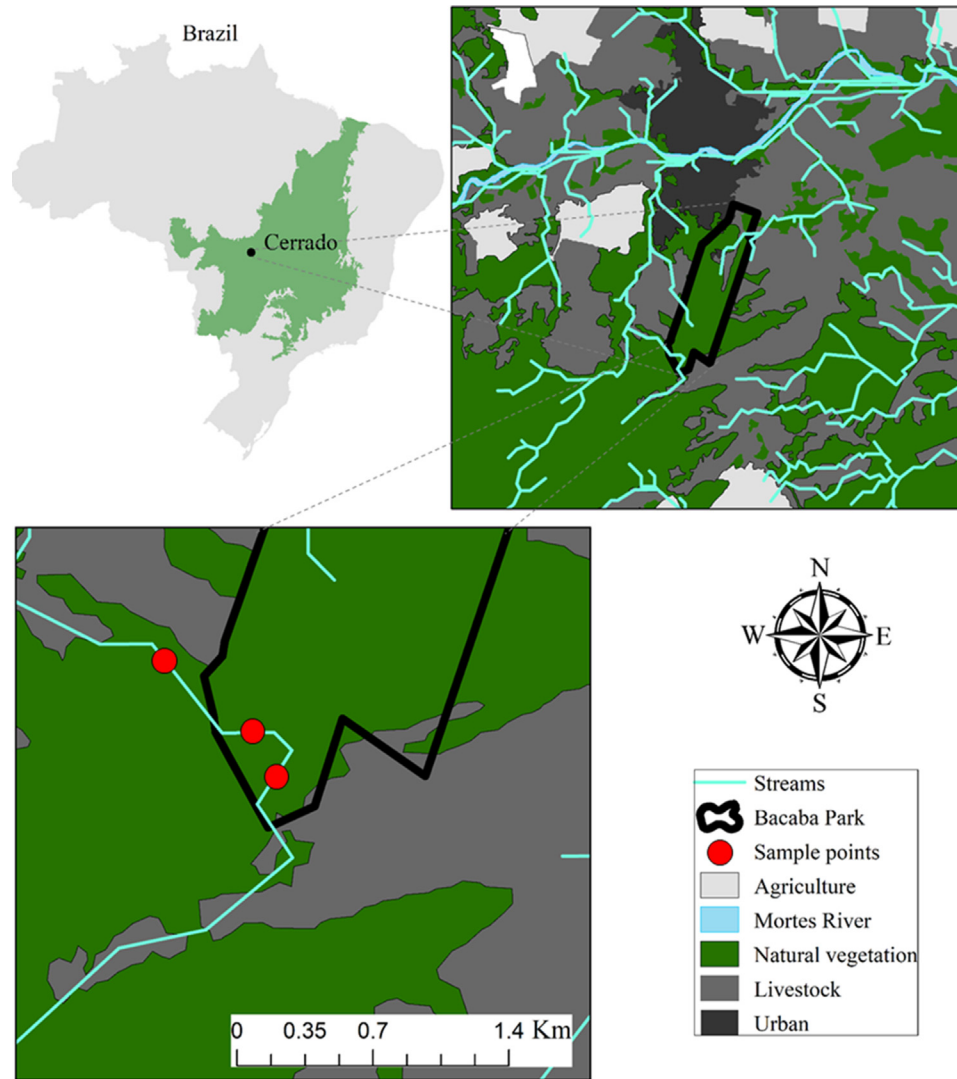 Brazil
Cerrado
N
W E
S
0 0.35 0.7 1.4 Km
Streams
Bacaba Park
Sample points
Agriculture
Mortes River
Natural vegetation
Livestock
Urban